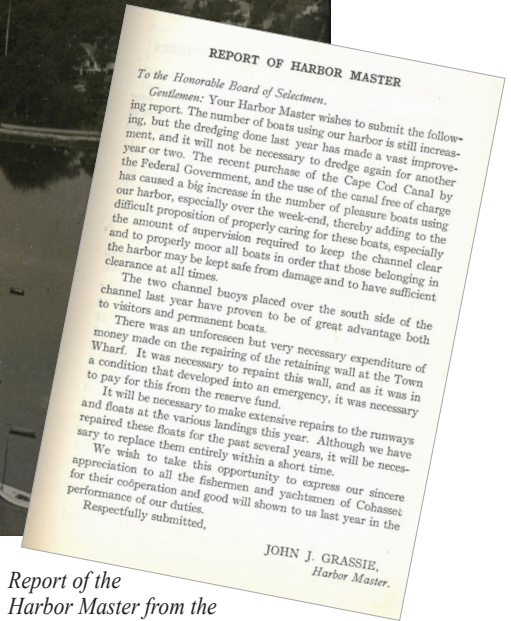 REPORT OF HARBOR MASTER
To the Honorable Board of Selectmen.
Gentlemen: Your Harbor Master wishes to submit the follow-
ing report. The number of boats using our harbor is still increas-
ing, but the dredging done last year has made a vast improve-
ment, and it will not be necessary to dredge again for another
year or two. The recent purchase of the Cape Cod Canal by
the Federal Government, and the use of the canal free of charge
has caused a big increase in the number of pleasure boats using
our harbor, especially over the week-end, thereby adding to the
difficult proposition of properly caring for these boats, especially
the amount of supervision required to keep the channel clear
and to properly moor all boats in order that those belonging in
the harbor may be kept safe from damage and to have sufficient
clearance at all times.
The two channel buoys placed over the south side of the
channel last year have proven to be of great advantage both
to visitors and permanent boats.
There was an unforeseen but very necessary expenditure of
money made on the repairing of the retaining wall at the Town
Wharf. It was necessary to repaint this wall, and as it was in
a condition that developed into an emergency, it was necessary
to pay for this from the reserve fund.
It will be necessary to make extensive repairs to the runways
and floats at the various landings this year. Although we have
repaired these floats for the past several years, it will be neces-
sary to replace them entirely within a short time.
We wish to take this opportunity to express our sincere
appreciation to all the fishermen and yachtsmen of Cohasset
for their coöperation and good will shown to us last year in the
performance of our duties.
Respectfully submitted,
JOHN J. GRASSIE,
Harbor Master.
Report of the
Harbor Master from the